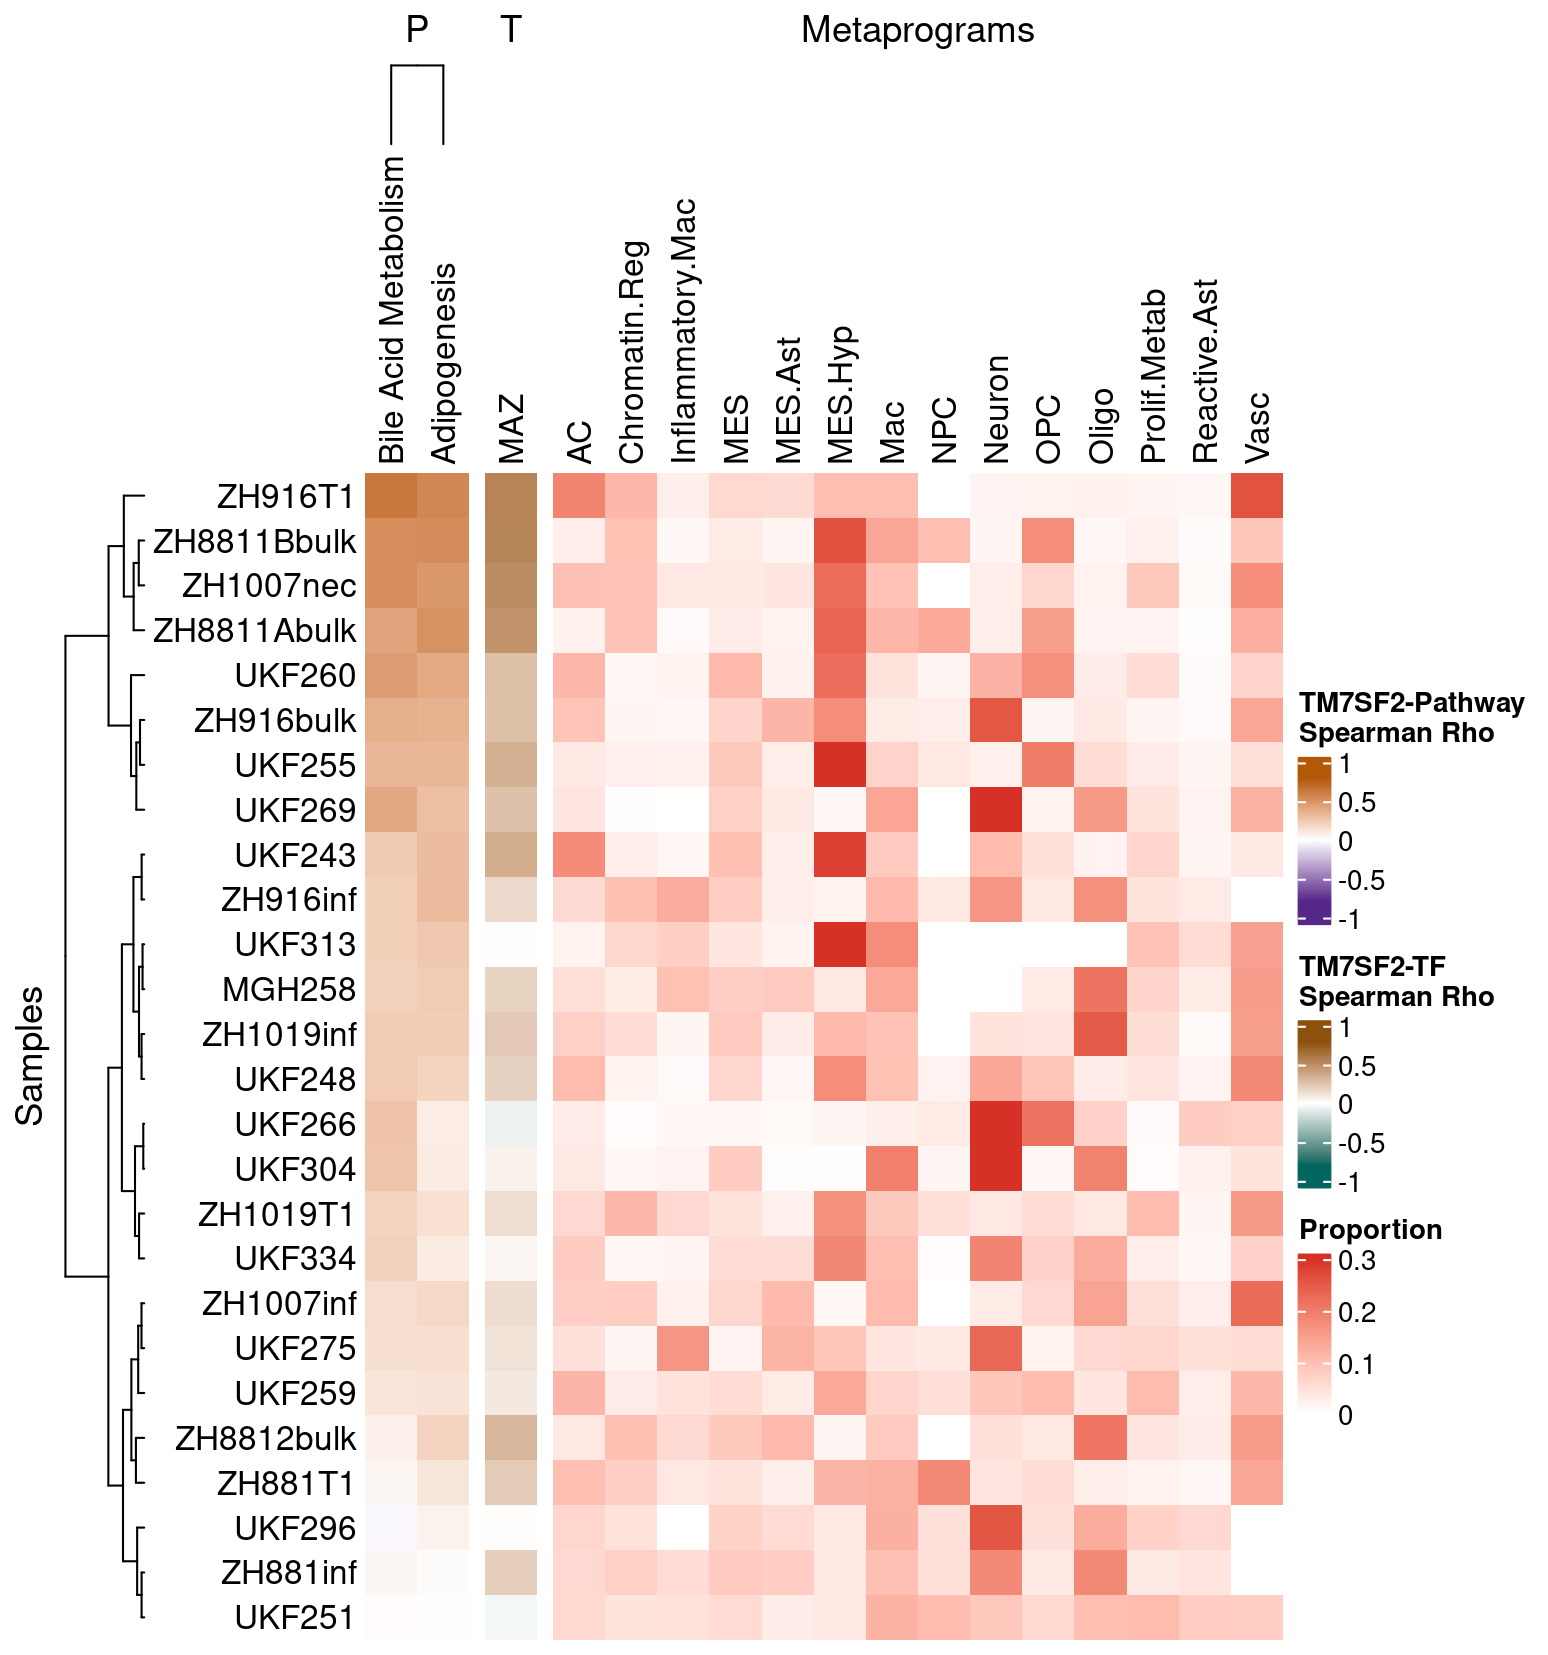 P T Metaprograms
Bile Acid Metabolism
Adipogenesis
MAZ
AC
Chromatin.Reg
Inflammatory.Mac
MES
MES.Ast
MES.Hyp
Mac
NPC
Neuron
OPC
Oligo
Prolif.Metab
Reactive.Ast
Vasc
Samples
ZH916T1
ZH8811Bbulk
ZH1007nec
ZH8811Abulk
UKF260
ZH916bulk
UKF255
UKF269
UKF243
ZH916inf
UKF313
MGH258
ZH1019inf
UKF248
UKF266
UKF304
ZH1019T1
UKF334
ZH1007inf
UKF275
UKF259
ZH8812bulk
ZH881T1
UKF296
ZH881inf
UKF251
TM7SF2-Pathway
Spearman Rho
1
0.5
0
-0.5
-1
TM7SF2-TF
Spearman Rho
1
0.5
0
-0.5
-1
Proportion
0.3
0.2
0.1
0